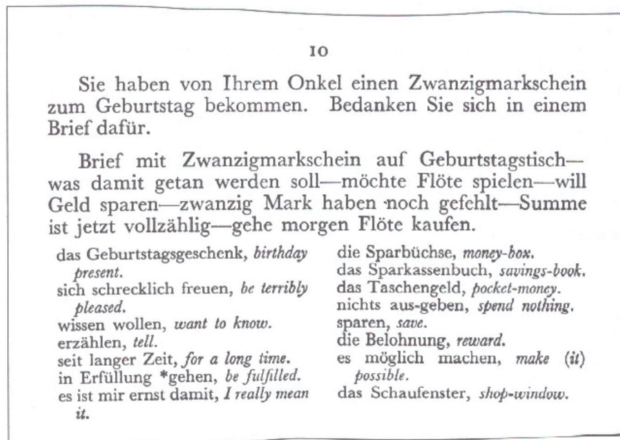 10
Sie haben von Ihrem Onkel einen Zwanzigmarkschein
zum Geburtstag bekommen. Bedanken Sie sich in einem
Brief dafür.
Brief mit Zwanzigmarkschein auf Geburtstagstisch—
was damit getan werden soll—möchte Flöte spielen—will
Geld sparen—zwanzig Mark haben noch gefehlt—Summe
ist jetzt vollzählig—gehe morgen Flöte kaufen.
das Geburtstagsgeschenk, birthday
present.
sich schrecklich freuen, be terribly
pleased.
wissen wollen, want to know.
erzählen, tell.
seit langer Zeit, for a long time.
in Erfüllung *gehen, be fulfilled.
es ist mir ernst damit, I really mean
it.
die Sparbüchse, money-box.
das Sparkassenbuch, savings-book.
das Taschengeld, pocket-money.
nichts aus-geben, spend nothing.
sparen, save.
die Belohnung, reward.
es möglich machen, make (it)
possible.
das Schaufenster, shop-window.